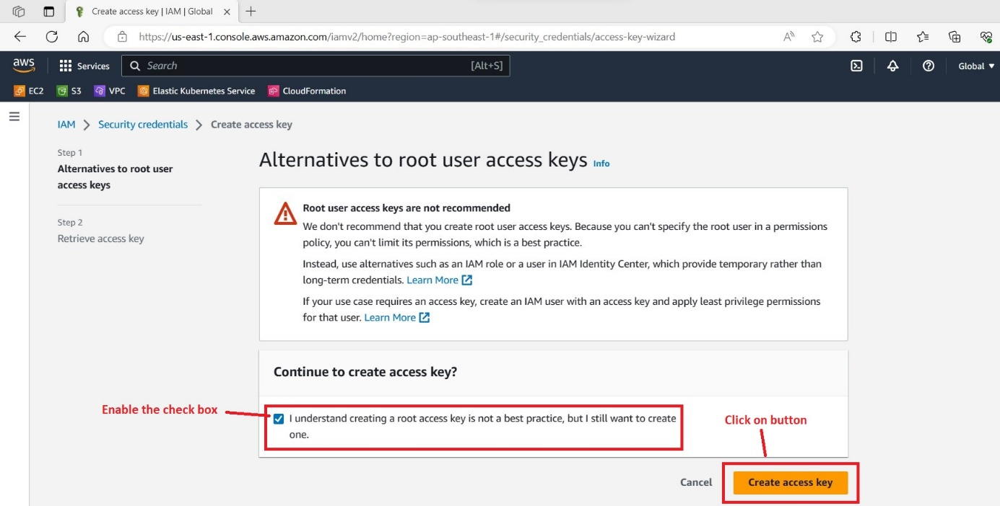 Create access key | IAM | Global
https://us-east-1.console.aws.amazon.com/iamv2/home?region=ap-southeast-1#/security_credentials/access-key-wizard
aws Services Search [Alt+S] Global
EC2 S3 VPC Elastic Kubernetes Service CloudFormation
IAM > Security credentials > Create access key
Step 1
Alternatives to root user
access keys
Step 2
Retrieve access key
Alternatives to root user access keys Info
Root user access keys are not recommended
We don't recommend that you create root user access keys. Because you can't specify the root user in a permissions
policy, you can't limit its permissions, which is a best practice.
Instead, use alternatives such as an IAM role or a user in IAM Identity Center, which provide temporary rather than
long-term credentials. Learn More
If your use case requires an access key, create an IAM user with an access key and apply least privilege permissions
for that user. Learn More
Continue to create access key?
Enable the check box
I understand creating a root access key is not a best practice, but I still want to create
one.
Click on button
Cancel Create access key